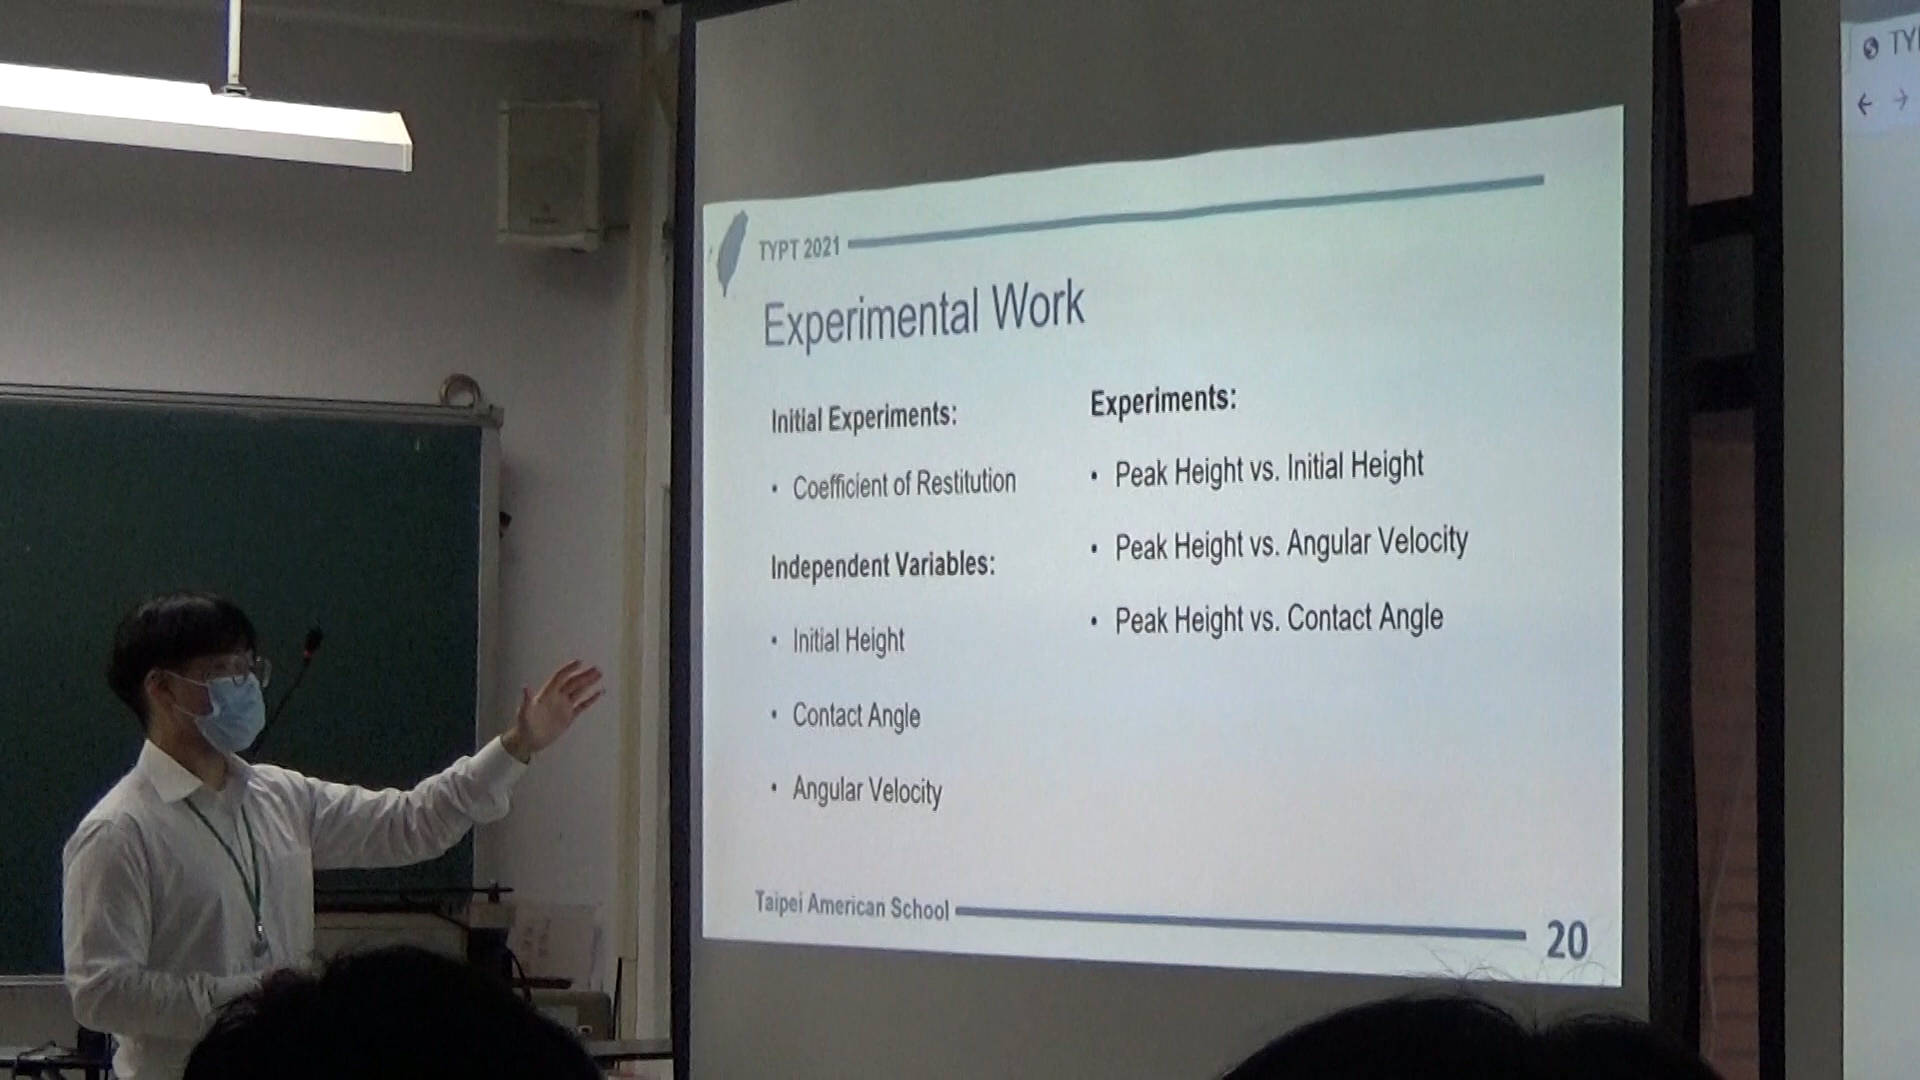 TYPT 2021
Experimental Work
Initial Experiments:
• Coefficient of Restitution
Independent Variables:
• Initial Height
• Contact Angle
• Angular Velocity
Experiments:
• Peak Height vs. Initial Height
• Peak Height vs. Angular Velocity
• Peak Height vs. Contact Angle
Taipei American School
20